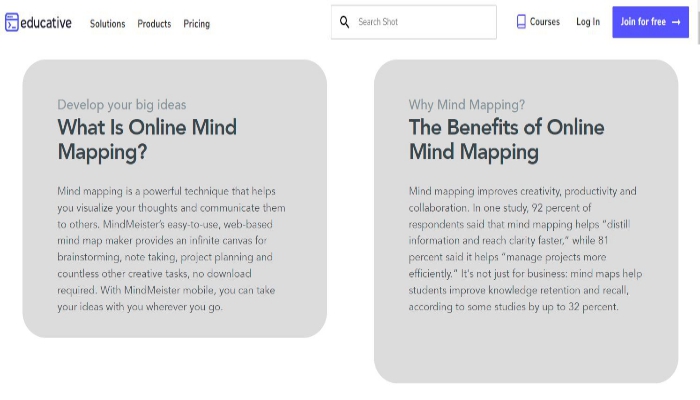 educative
Solutions Products Pricing
Search Shot
Courses Log In Join for free →
Develop your big ideas
What Is Online Mind
Mapping?
Mind mapping is a powerful technique that helps
you visualize your thoughts and communicate them
to others. MindMeister's easy-to-use, web-based
mind map maker provides an infinite canvas for
brainstorming, note taking, project planning and
countless other creative tasks, no download
required. With MindMeister mobile, you can take
your ideas with you wherever you go.
Why Mind Mapping?
The Benefits of Online
Mind Mapping
Mind mapping improves creativity, productivity and
collaboration. In one study, 92 percent of
respondents said that mind mapping helps "distill
information and reach clarity faster," while 81
percent said it helps "manage projects more
efficiently." It's not just for business: mind maps help
students improve knowledge retention and recall,
according to some studies by up to 32 percent.